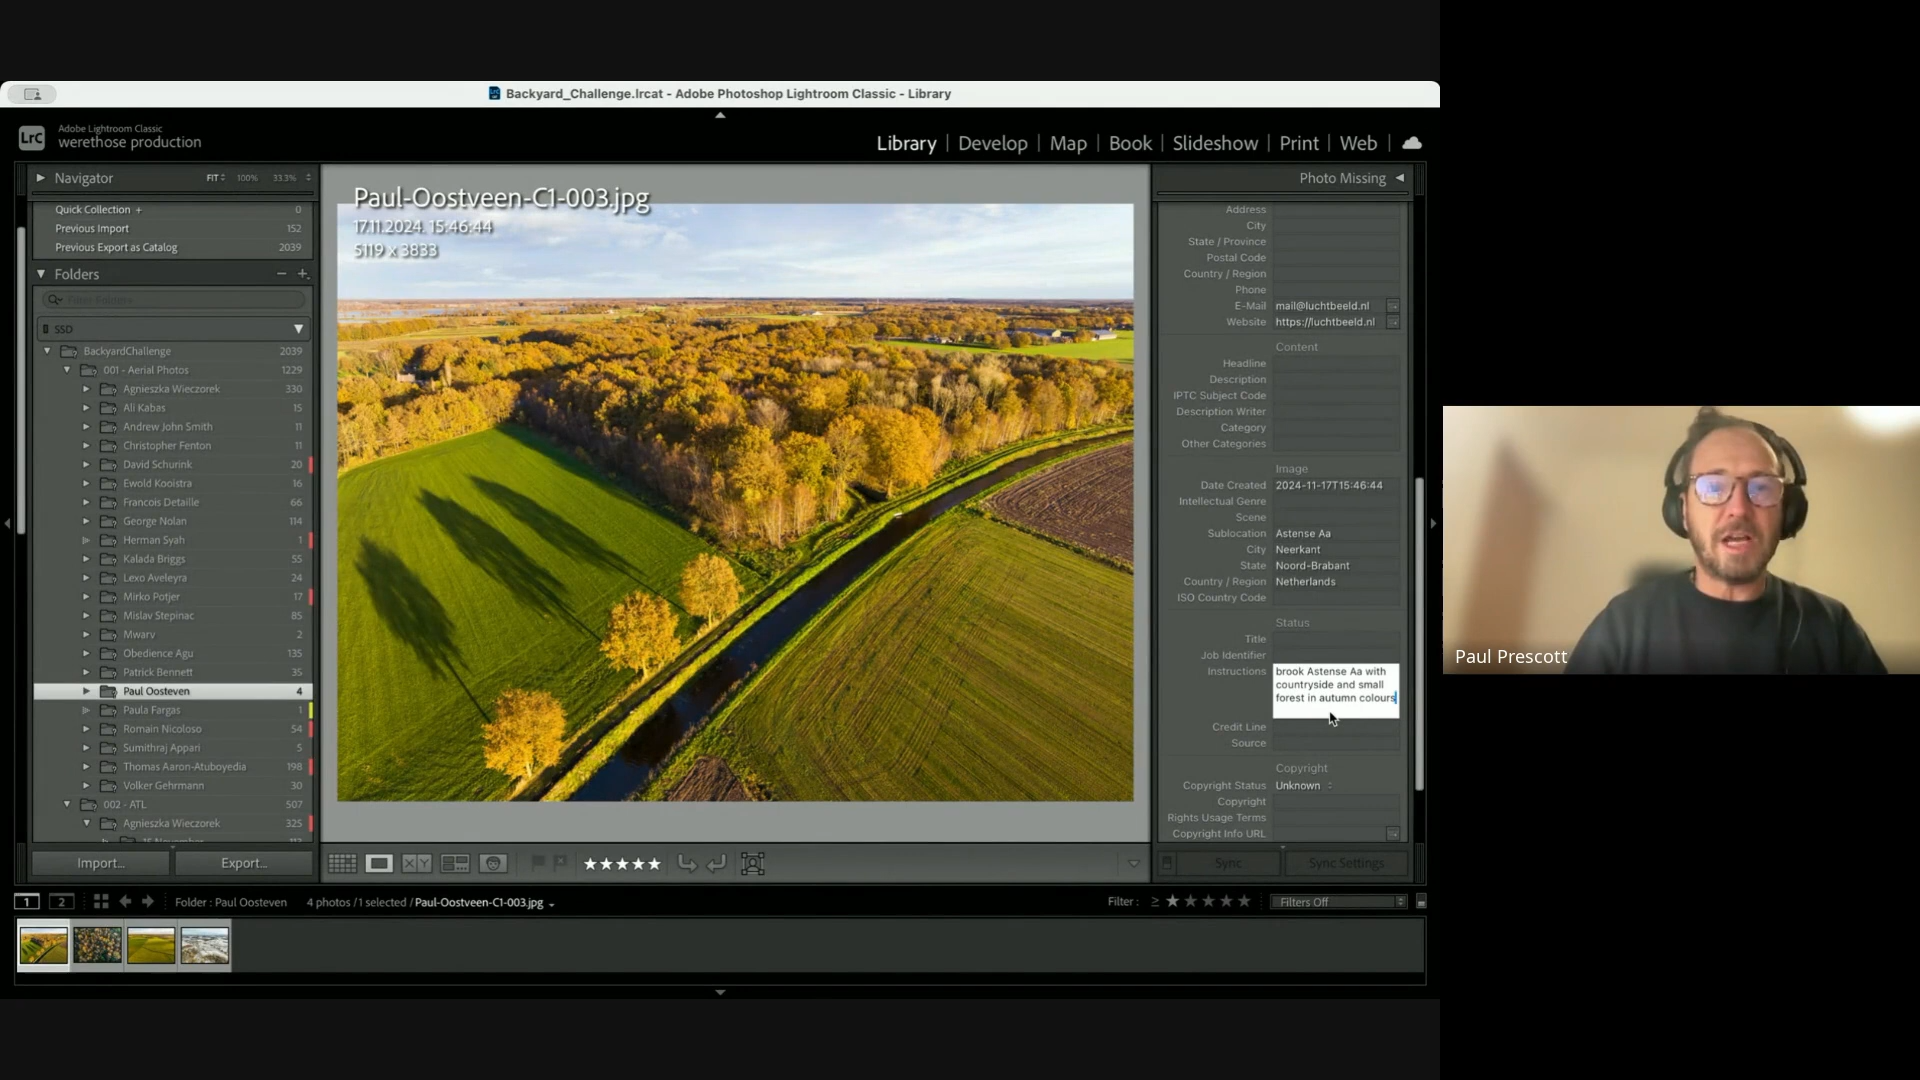 Backyard_Challenge.lrcat - Adobe Photoshop Lightroom Classic - Library
LrC
Adobe Lightroom Classic
werethose production
Library | Develop | Map | Book | Slideshow | Print | Web |
Navigator FIT 100% 33.3%
Quick Collection + 0
Previous Import 152
Previous Export as Catalog 2039
Folders
Filter Folders
SSD
BackyardChallenge 2039
001 - Aerial Photos 1229
Agnieszka Wieczorek 330
Ali Kabas 15
Andrew John Smith 11
Christopher Fenton 11
David Schurink 20
Ewold Kooistra 16
Francois Detaille 66
George Nolan 114
Herman Syah 1
Kalada Briggs 55
Lexo Aveleyra 24
Mirko Potjer 17
Mislav Stepinac 85
Mwarv 2
Obedience Agu 135
Patrick Bennett 35
Paul Oosteven 4
Paula Fargas 1
Romain Nicoloso 54
Sumithraj Appari 5
Thomas Aaron-Atuboyedia 198
Volker Gehrmann 30
002 - ATL 507
Agnieszka Wieczorek 325
Import... Export...
Paul-Oostveen-C1-003.jpg
17.11.2024. 15:46:44
5119 x 3833
Photo Missing
Address
City
State / Province
Postal Code
Country / Region
Phone
E-Mail mail@luchtbeeld.nl
Website https://luchtbeeld.nl
Content
Headline
Description
IPTC Subject Code
Description Writer
Category
Other Categories
Image
Date Created 2024-11-17T15:46:44
Intellectual Genre
Scene
Sublocation Astense Aa
City Neerkant
State Noord-Brabant
Country / Region Netherlands
ISO Country Code
Status
Title
Job Identifier
Instructions brook Astense Aa with
countryside and small
forest in autumn colours
Credit Line
Source
Copyright
Copyright Status Unknown
Copyright
Rights Usage Terms
Copyright Info URL
Sync Sync Settings
XY
1 2 Folder : Paul Oosteven 4 photos / 1 selected / Paul-Oostveen-C1-003.jpg
Filter : ≥ Filters Off
Paul Prescott